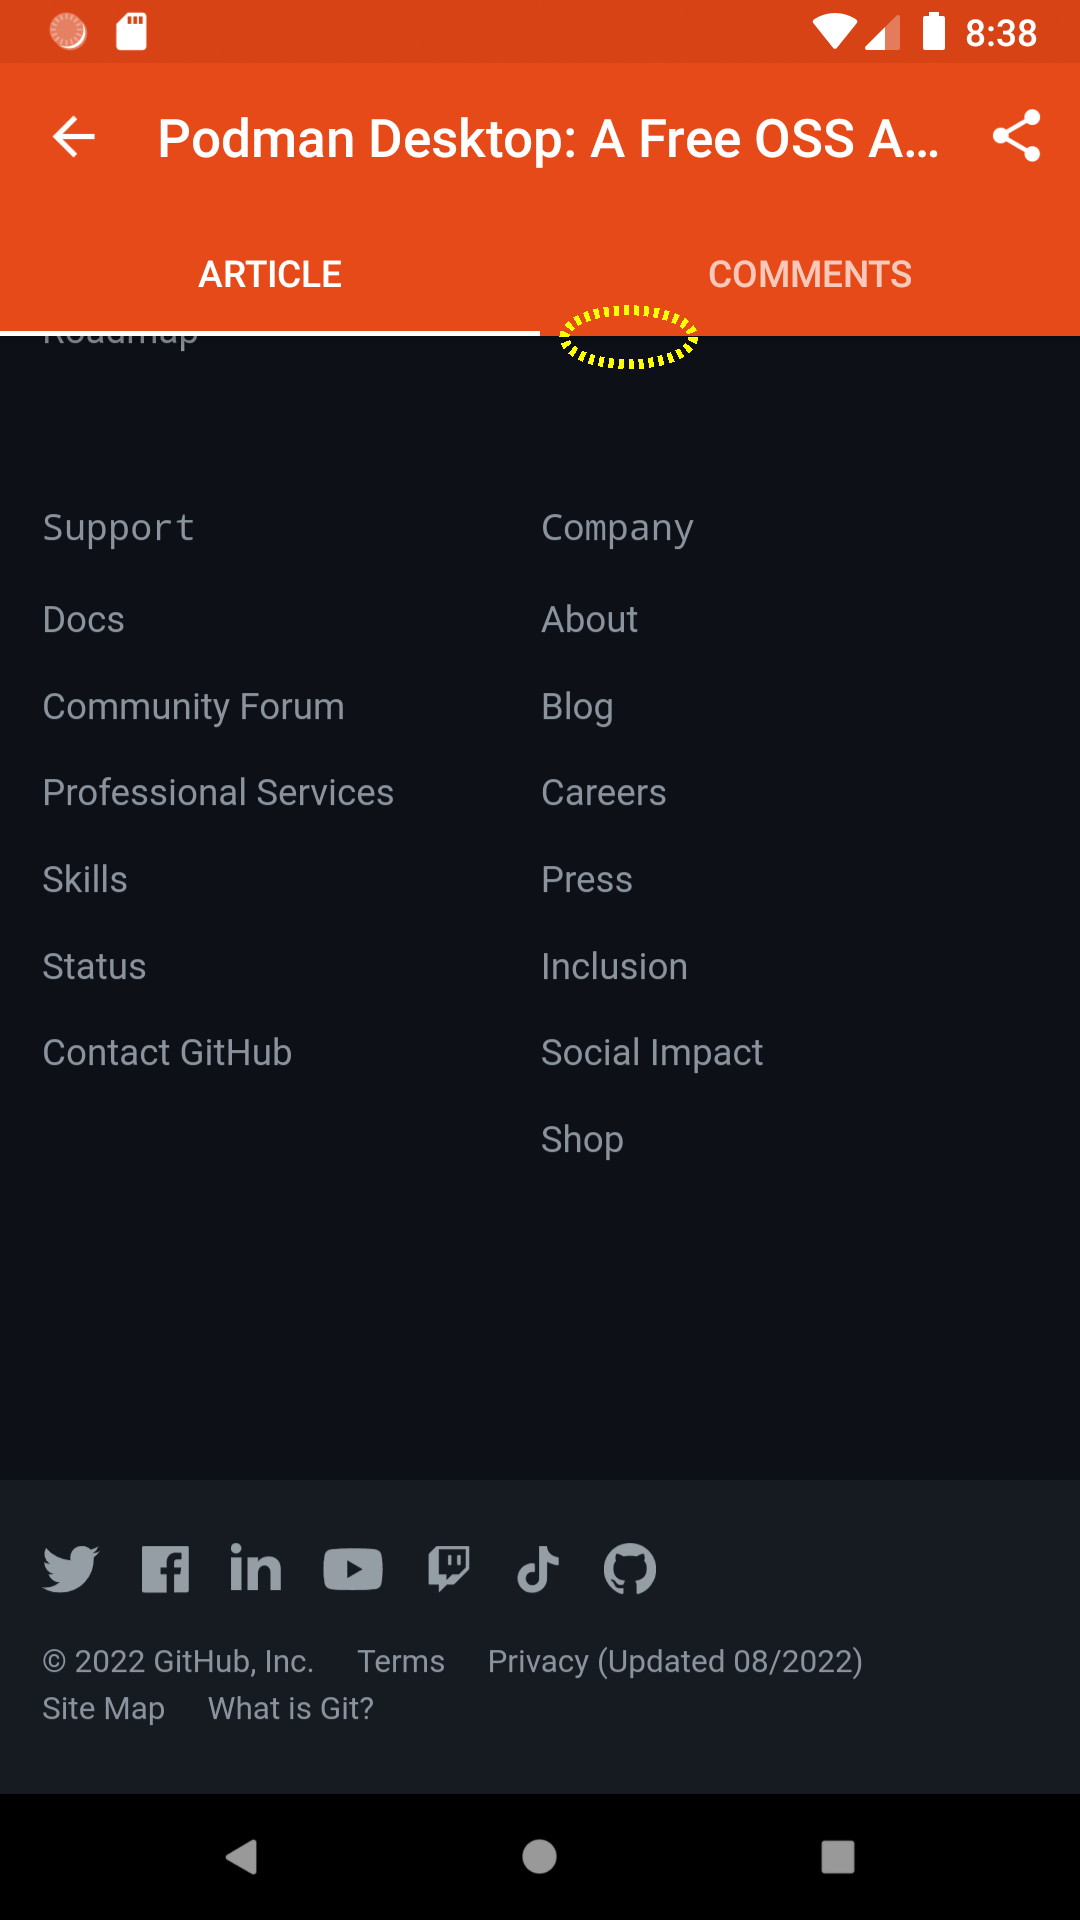 8:38
Podman Desktop: A Free OSS A...
ARTICLE
COMMENTS
Roadmap
Support
Company
Docs
About
Community Forum
Blog
Professional Services
Careers
Skills
Press
Status
Inclusion
Contact GitHub
Social Impact
Shop
© 2022 GitHub, Inc. Terms Privacy (Updated 08/2022)
Site Map What is Git?